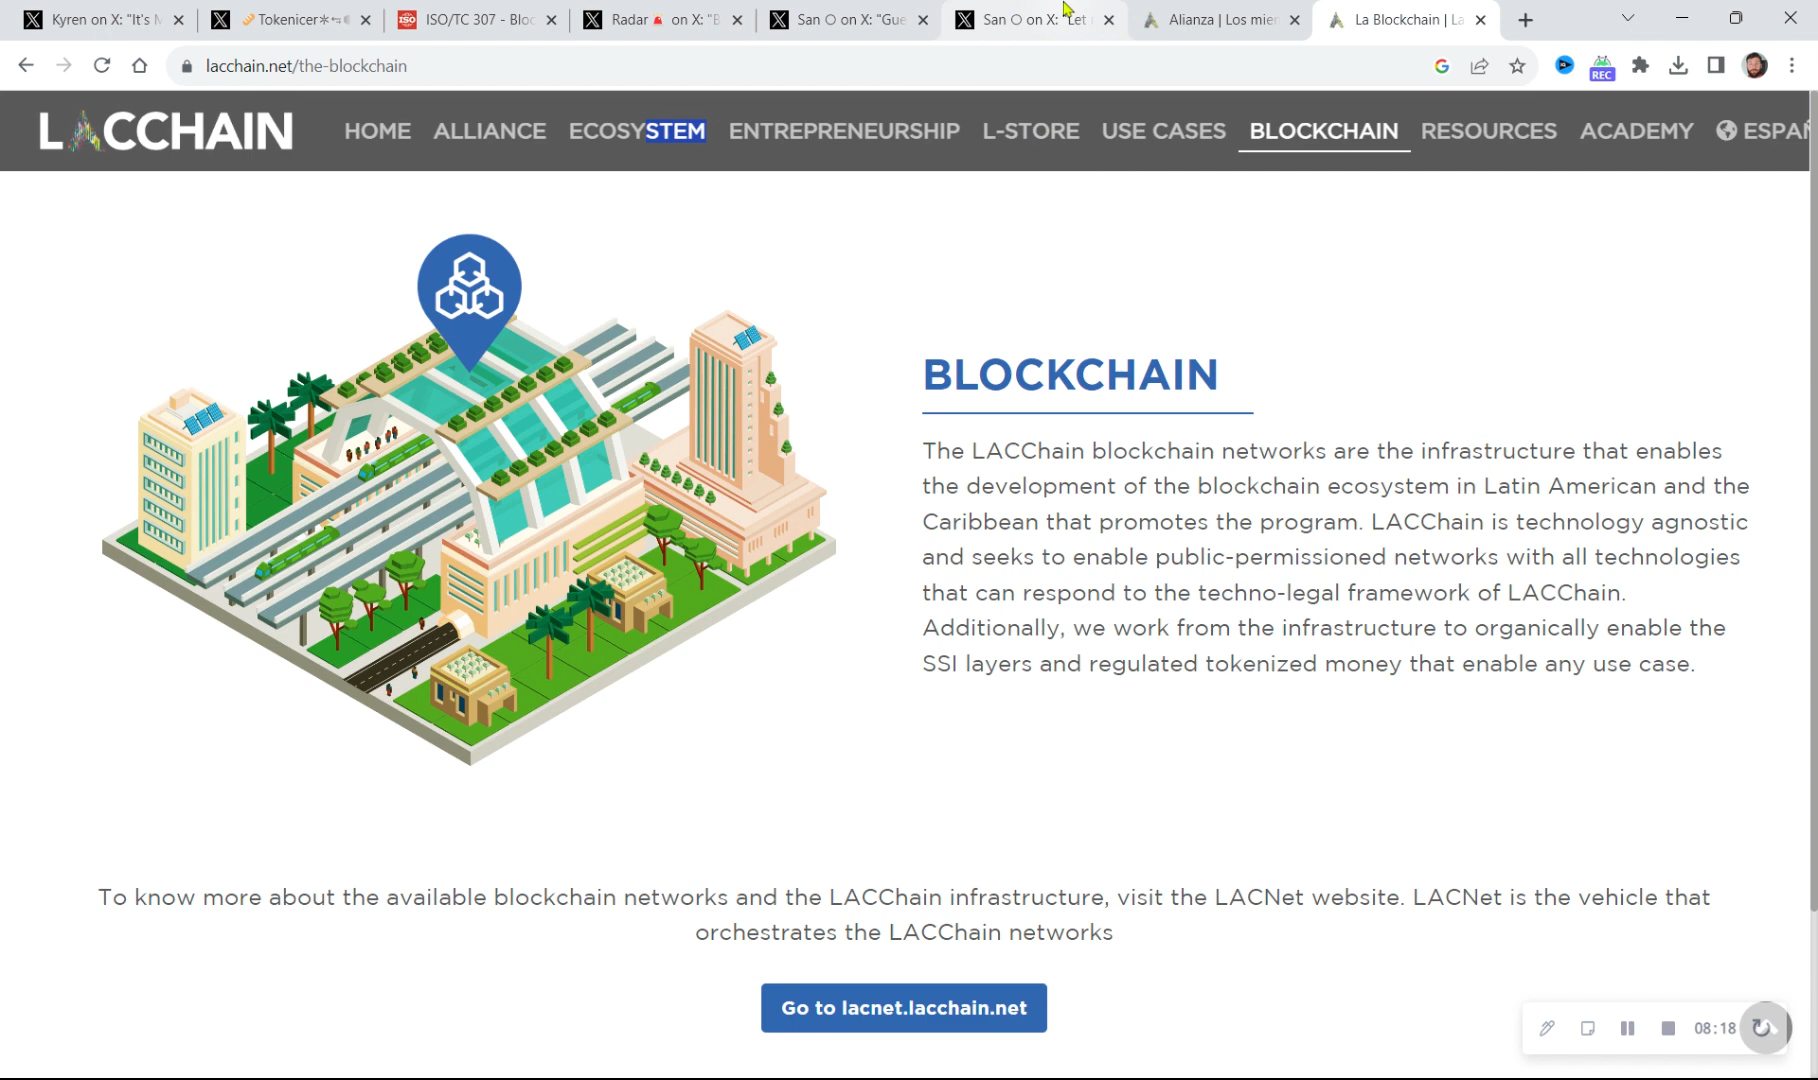 Kyren on X: "It's
Tokenicer
ISO
ISO/TC 307 - Bloc
Radar on X: "B
San O on X: "Gue
San O on X: "Let
Alianza | Los mie
La Blockchain | La
lacchain.net/the-blockchain
REC
LACCHAIN
HOME
ALLIANCE
ECOSYSTEM
ENTREPRENEURSHIP
L-STORE
USE CASES
BLOCKCHAIN
RESOURCES
ACADEMY
ESPAÑ
BLOCKCHAIN
The LACChain blockchain networks are the infrastructure that enables
the development of the blockchain ecosystem in Latin American and the
Caribbean that promotes the program. LACChain is technology agnostic
and seeks to enable public-permissioned networks with all technologies
that can respond to the techno-legal framework of LACChain.
Additionally, we work from the infrastructure to organically enable the
SSI layers and regulated tokenized money that enable any use case.
To know more about the available blockchain networks and the LACChain infrastructure, visit the LACNet website. LACNet is the vehicle that
orchestrates the LACChain networks
Go to lacnet.lacchain.net
08:18